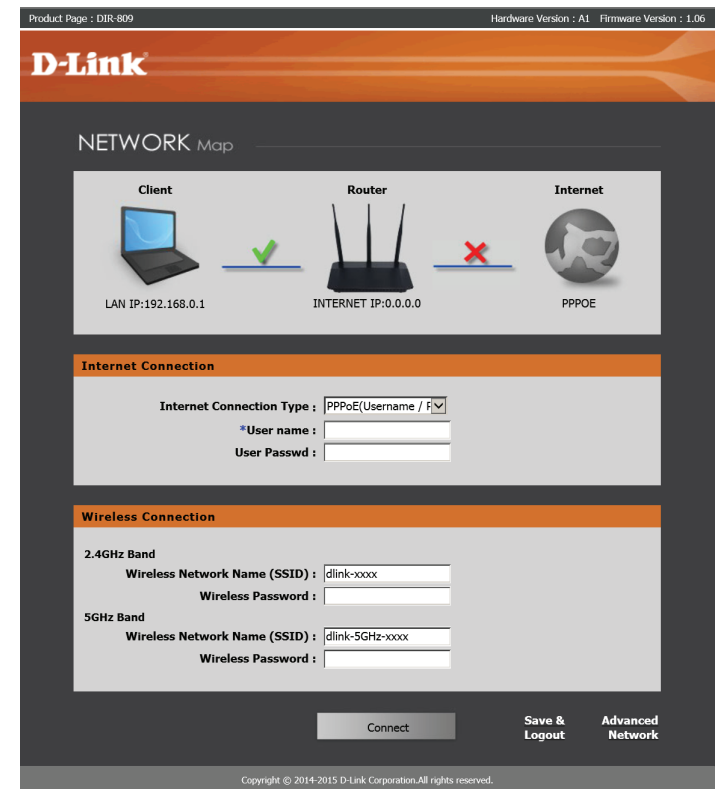 Product Page : DIR-809 Hardware Version : A1 Firmware Version : 1.06
D-Link
NETWORK Map
Client Router Internet
LAN IP:192.168.0.1 INTERNET IP:0.0.0.0 PPPOE
Internet Connection
Internet Connection Type : PPPoE(Username / P
*User name :
User Passwd :
Wireless Connection
2.4GHz Band
Wireless Network Name (SSID) : dlink-xxxx
Wireless Password :
5GHz Band
Wireless Network Name (SSID) : dlink-5GHz-xxxx
Wireless Password :
Connect
Save & Logout
Advanced Network
Copyright © 2014-2015 D-Link Corporation.All rights reserved.